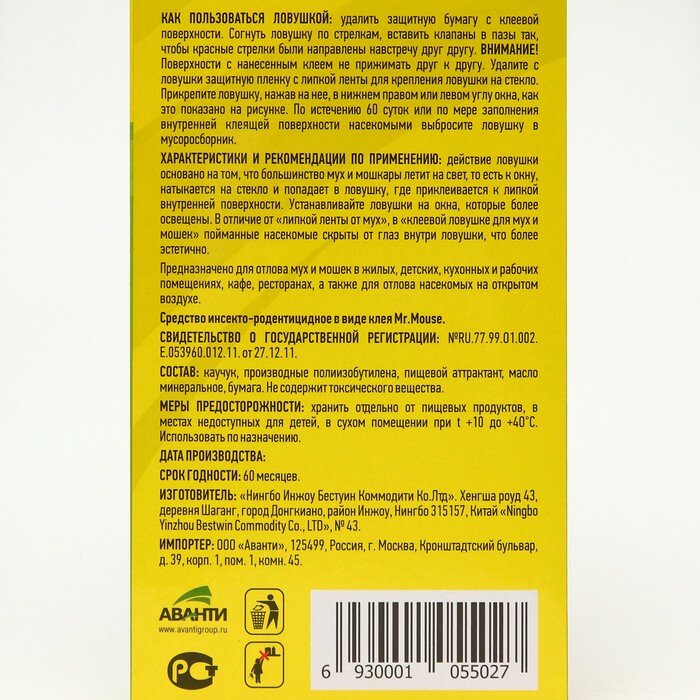 КАК ПОЛЬЗОВАТЬСЯ ЛОВУШКОЙ: удалить защитную бумагу с клеевой
поверхности. Согнуть ловушку по стрелкам, вставить клапаны в пазы так,
чтобы красные стрелки были направлены навстречу друг другу. ВНИМАНИЕ!
Поверхности с нанесенным клеем не прижимать друг к другу. Удалите с
ловушки защитную пленку с липкой ленты для крепления ловушки на стекло.
Прикрепите ловушку, нажав на нее, в нижнем правом или левом углу окна, как
это показано на рисунке. По истечению 60 суток или по мере заполнения
внутренней клеящей поверхности насекомыми выбросите ловушку в
мусоросборник.
ХАРАКТЕРИСТИКИ И РЕКОМЕНДАЦИИ ПО ПРИМЕНЕНИЮ: действие ловушки
основано на том, что большинство мух и мошкары летит на свет, то есть к окну,
натыкается на стекло и попадает в ловушку, где приклеивается к липкой
внутренней поверхности. Устанавливайте ловушки на окна, которые более
освещены. В отличие от «липкой ленты от мух», в «клеевой ловушке для мух и
мошек» пойманные насекомые скрыты от глаз внутри ловушки, что более
эстетично.
Предназначено для отлова мух и мошек в жилых, детских, кухонных и рабочих
помещениях, кафе, ресторанах, а также для отлова насекомых на открытом
воздухе.
Средство инсекто-родентицидное в виде клея Mr.Mouse.
СВИДЕТЕЛЬСТВО О ГОСУДАРСТВЕННОЙ РЕГИСТРАЦИИ: №RU.77.99.01.002.
Е.053960.012.11. от 27.12.11.
СОСТАВ: каучук, производные полиизобутилена, пищевой аттрактант, масло
минеральное, бумага. Не содержит токсического вещества.
МЕРЫ ПРЕДОСТОРОЖНОСТИ: хранить отдельно от пищевых продуктов, в
местах недоступных для детей, в сухом помещении при t +10 до +40°С.
Использовать по назначению.
ДАТА ПРОИЗВОДСТВА:
СРОК ГОДНОСТИ: 60 месяцев.
ИЗГОТОВИТЕЛЬ: «Нингбо Инжоу Бестуин Коммодити Ко.Лтд». Хенгша роуд 43,
деревня Шаганг, город Донгкиано, район Инжоу, Нингбо 315157, Китай «Ningbo
Yinzhou Bestwin Commodity Co., LTD», № 43.
ИМПОРТЕР: ООО «Аванти», 125499, Россия, г. Москва, Кронштадтский бульвар,
д. 39, корп. 1, пом. 1, комн. 45.
АВАНТИ
www.avantigroup.ru
РСТ
6 930001 055027